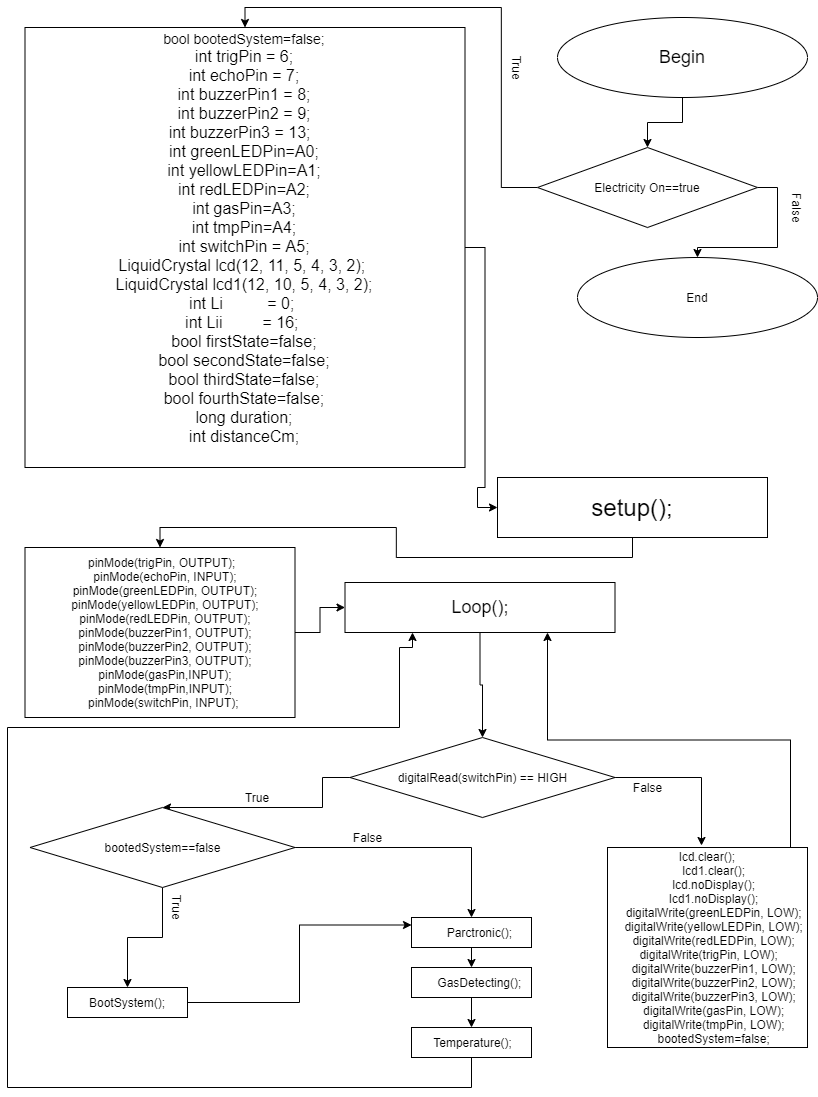 Begin
Electricity On==true
True
False
End
bool bootedSystem=false;
int trigPin = 6;
int echoPin = 7;
int buzzerPin1 = 8;
int buzzerPin2 = 9;
int buzzerPin3 = 13;
int greenLEDPin=A0;
int yellowLEDPin=A1;
int redLEDPin=A2;
int gasPin=A3;
int tmpPin=A4;
int switchPin = A5;
LiquidCrystal lcd(12, 11, 5, 4, 3, 2);
LiquidCrystal lcd1(12, 10, 5, 4, 3, 2);
int Li = 0;
int Lii = 16;
bool firstState=false;
bool secondState=false;
bool thirdState=false;
bool fourthState=false;
long duration;
int distanceCm;
setup();
pinMode(trigPin, OUTPUT);
pinMode(echoPin, INPUT);
pinMode(greenLEDPin, OUTPUT);
pinMode(yellowLEDPin, OUTPUT);
pinMode(redLEDPin, OUTPUT);
pinMode(buzzerPin1, OUTPUT);
pinMode(buzzerPin2, OUTPUT);
pinMode(buzzerPin3, OUTPUT);
pinMode(gasPin,INPUT);
pinMode(tmpPin,INPUT);
pinMode(switchPin, INPUT);
Loop();
digitalRead(switchPin) == HIGH
True
False
bootedSystem==false
False
True
BootSystem();
Parctronic();
GasDetecting();
Temperature();
lcd.clear();
lcd1.clear();
lcd.noDisplay();
lcd1.noDisplay();
digitalWrite(greenLEDPin, LOW);
digitalWrite(yellowLEDPin, LOW);
digitalWrite(redLEDPin, LOW);
digitalWrite(trigPin, LOW);
digitalWrite(buzzerPin1, LOW);
digitalWrite(buzzerPin2, LOW);
digitalWrite(buzzerPin3, LOW);
digitalWrite(gasPin, LOW);
digitalWrite(tmpPin, LOW);
bootedSystem=false;